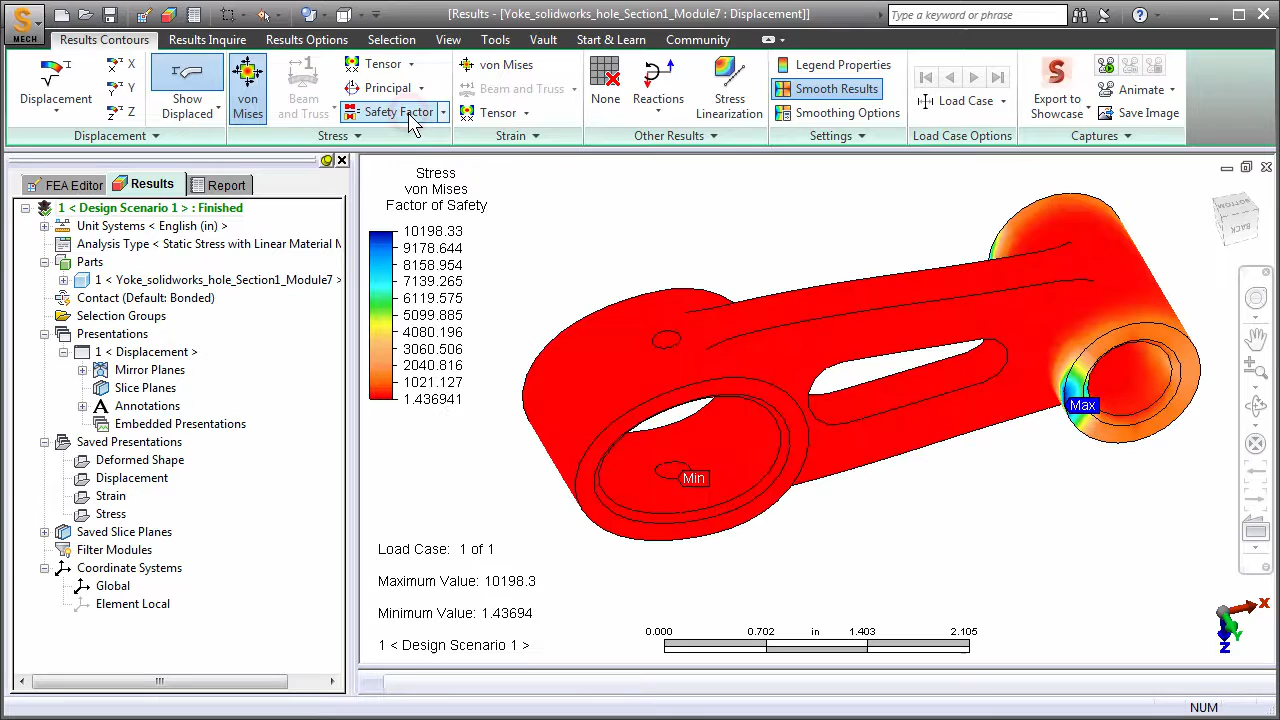 [Results - [Yoke_solidworks_hole_Section1_Module7 : Displacement]]
Type a keyword or phrase
S
MECH
Results Contours
Results Inquire
Results Options
Selection
View
Tools
Vault
Start & Learn
Community
Displacement
X
Y
Z
Show Displaced
von Mises
Beam and Truss
Tensor
Principal
Safety Factor
von Mises
Beam and Truss
Tensor
None
Reactions
Stress Linearization
Legend Properties
Smooth Results
Smoothing Options
Load Case
Export to Showcase
Animate
Save Image
Displacement
Stress
Strain
Other Results
Settings
Load Case Options
Captures
FEA Editor
Results
Report
1 < Design Scenario 1 > : Finished
Unit Systems < English (in) >
Analysis Type < Static Stress with Linear Material M
Parts
1 < Yoke_solidworks_hole_Section1_Module7 >
Contact (Default: Bonded)
Selection Groups
Presentations
1 < Displacement >
Mirror Planes
Slice Planes
Annotations
Embedded Presentations
Saved Presentations
Deformed Shape
Displacement
Strain
Stress
Saved Slice Planes
Filter Modules
Coordinate Systems
Global
Element Local
Stress
von Mises
Factor of Safety
10198.33
9178.644
8158.954
7139.265
6119.575
5099.885
4080.196
3060.506
2040.816
1021.127
1.436941
Max
Min
Load Case: 1 of 1
Maximum Value: 10198.3
Minimum Value: 1.43694
1 < Design Scenario 1 >
0.000 0.702 in 1.403 2.105
BOTTOM
BACK
X
Y
Z
NUM